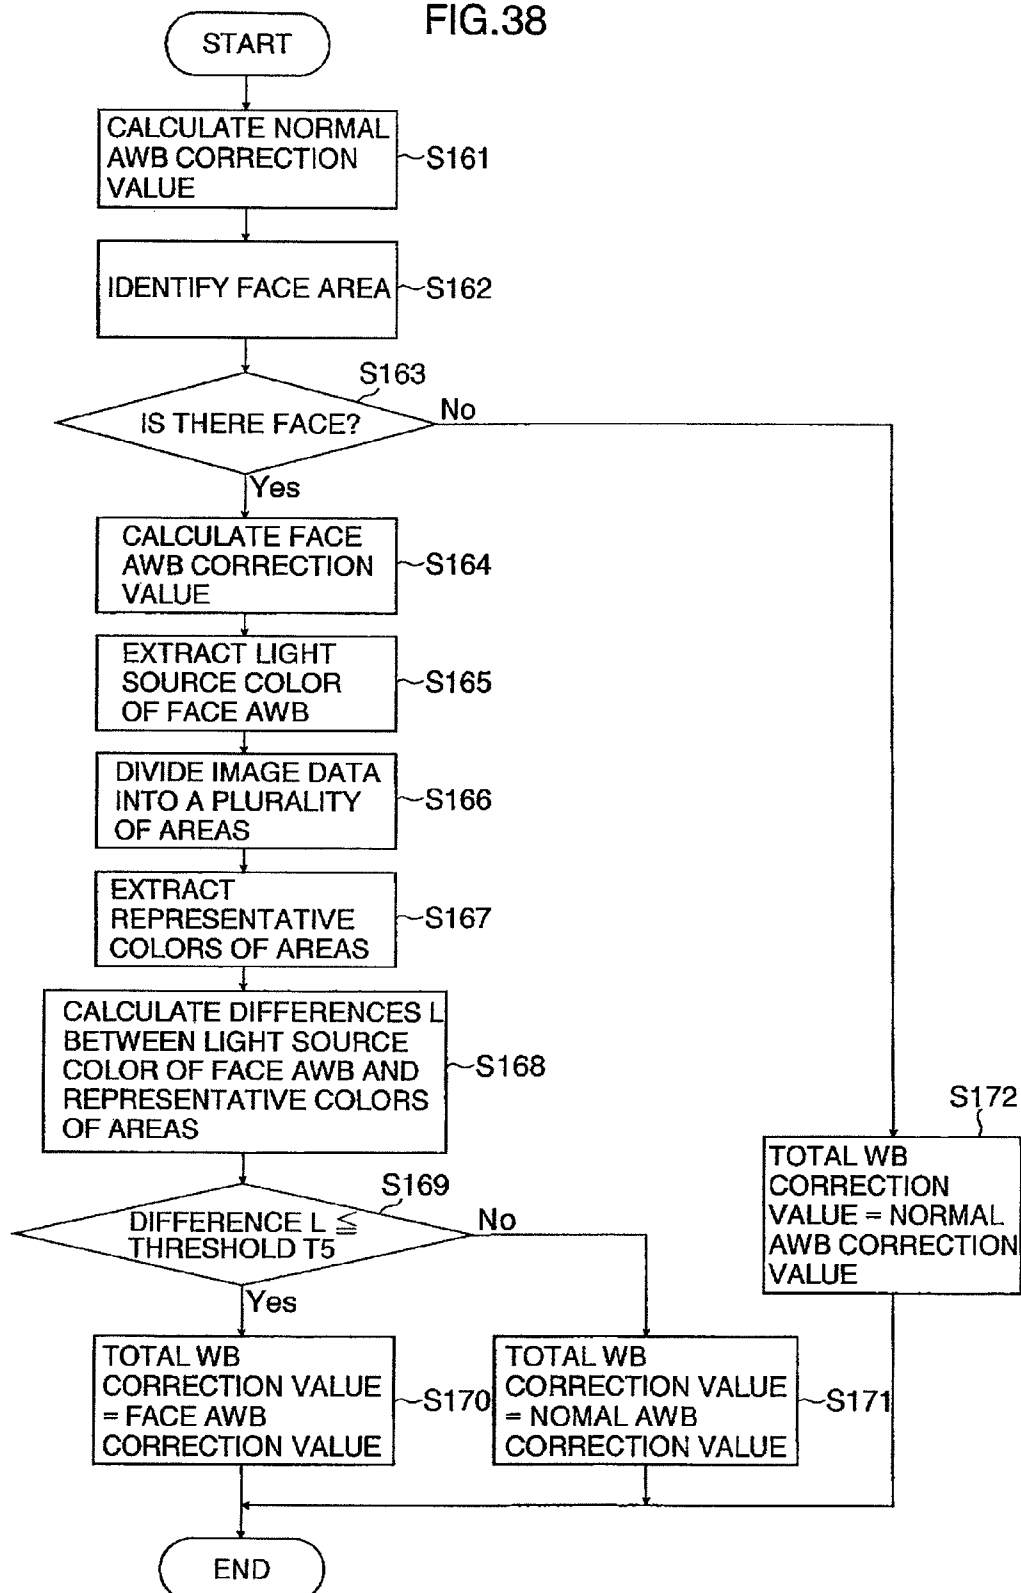 FIG.38
START
CALCULATE NORMAL
AWB CORRECTION
VALUE
S161
IDENTIFY FACE AREA
S162
S163
IS THERE FACE?
No
Yes
CALCULATE FACE
AWB CORRECTION
VALUE
S164
EXTRACT LIGHT
SOURCE COLOR
OF FACE AWB
S165
DIVIDE IMAGE DATA
INTO A PLURALITY
OF AREAS
S166
EXTRACT
REPRESENTATIVE
COLORS OF AREAS
S167
CALCULATE DIFFERENCES L
BETWEEN LIGHT SOURCE
COLOR OF FACE AWB AND
REPRESENTATIVE COLORS
OF AREAS
S168
S169
DIFFERENCE L ≦
THRESHOLD T5
No
Yes
TOTAL WB
CORRECTION VALUE
= FACE AWB
CORRECTION VALUE
S170
TOTAL WB
CORRECTION VALUE
= NOMAL AWB
CORRECTION VALUE
S171
S172
TOTAL WB
CORRECTION
VALUE = NORMAL
AWB CORRECTION
VALUE
END